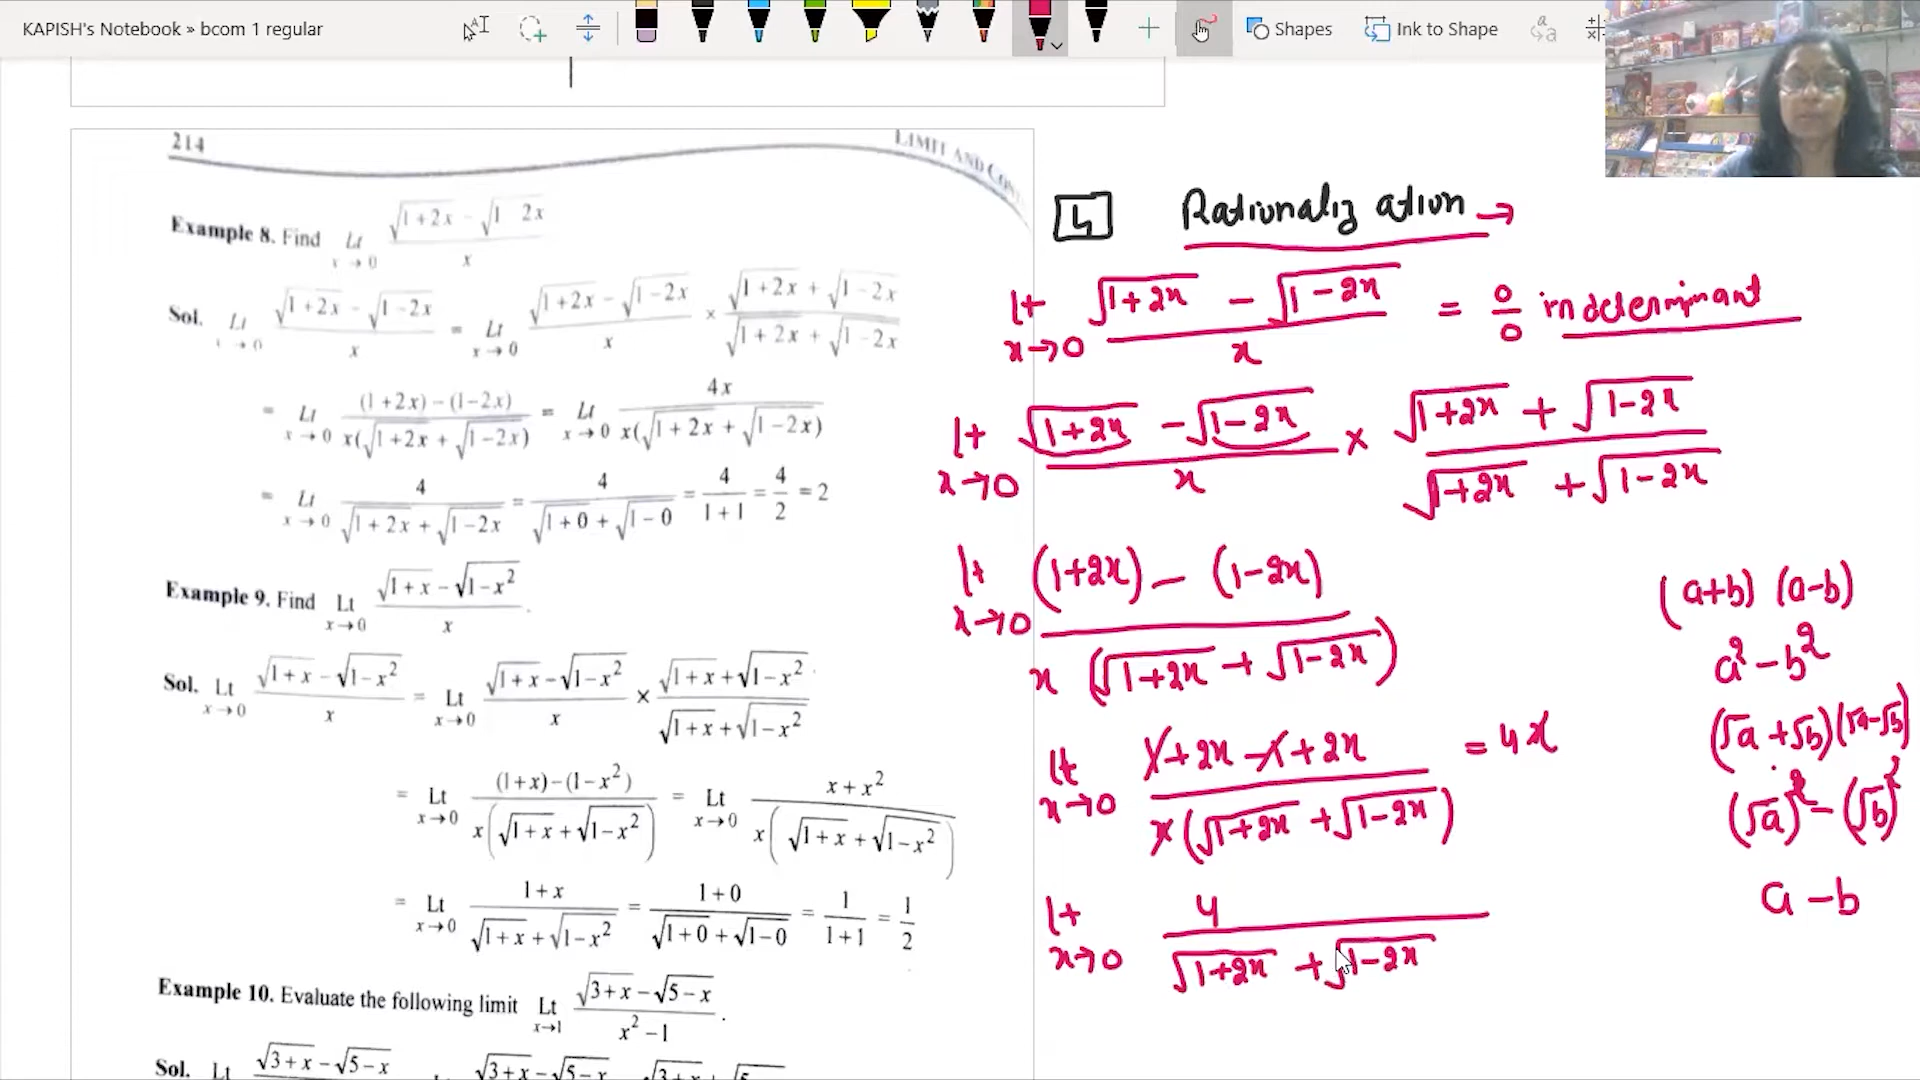 KAPISH's Notebook » bcom 1 regular
Shapes
Ink to Shape
214
LIMIT AND CON
Example 8. Find Lt x→0 (√1+2x − √1 2x) / x
Sol. Lt x→0 (√1+2x − √1−2x) / x = Lt x→0 (√1+2x − √1−2x) / x × (√1+2x + √1−2x) / (√1+2x + √1−2x)
= Lt x→0 ((1+2x)−(1−2x)) / x(√1+2x + √1−2x) = Lt x→0 4x / x(√1+2x + √1−2x)
= Lt x→0 4 / (√1+2x + √1−2x) = 4 / (√1+0 + √1−0) = 4 / (1+1) = 4/2 = 2
Example 9. Find Lt x→0 (√1+x − √1−x²) / x.
Sol. Lt x→0 (√1+x − √1−x²) / x = Lt x→0 (√1+x − √1−x²) / x × (√1+x + √1−x²) / (√1+x + √1−x²)
= Lt x→0 ((1+x)−(1−x²)) / x(√1+x + √1−x²) = Lt x→0 (x+x²) / x(√1+x + √1−x²)
= Lt x→0 (1+x) / (√1+x + √1−x²) = (1+0) / (√1+0 + √1−0) = 1 / (1+1) = 1/2
Example 10. Evaluate the following limit Lt x→1 (√3+x − √5−x) / (x²−1).
Sol. Lt √3+x − √5−x √3+x − √5−x √3+x
4 Rationalization →
lt x→0 (√1+2x − √1−2x) / x = 0/0 indeterminant
lt x→0 (√1+2x − √1−2x) / x × (√1+2x + √1−2x) / (√1+2x + √1−2x)
lt x→0 ((1+2x) − (1−2x)) / x (√1+2x + √1−2x)
lt x→0 (1+2x−1+2x) / x(√1+2x + √1−2x) = 4x
lt x→0 4 / (√1+2x + √1−2x)
(a+b) (a−b)
a²−b²
(√a+√b)(√a−√b)
(√a)²−(√b)²
a−b